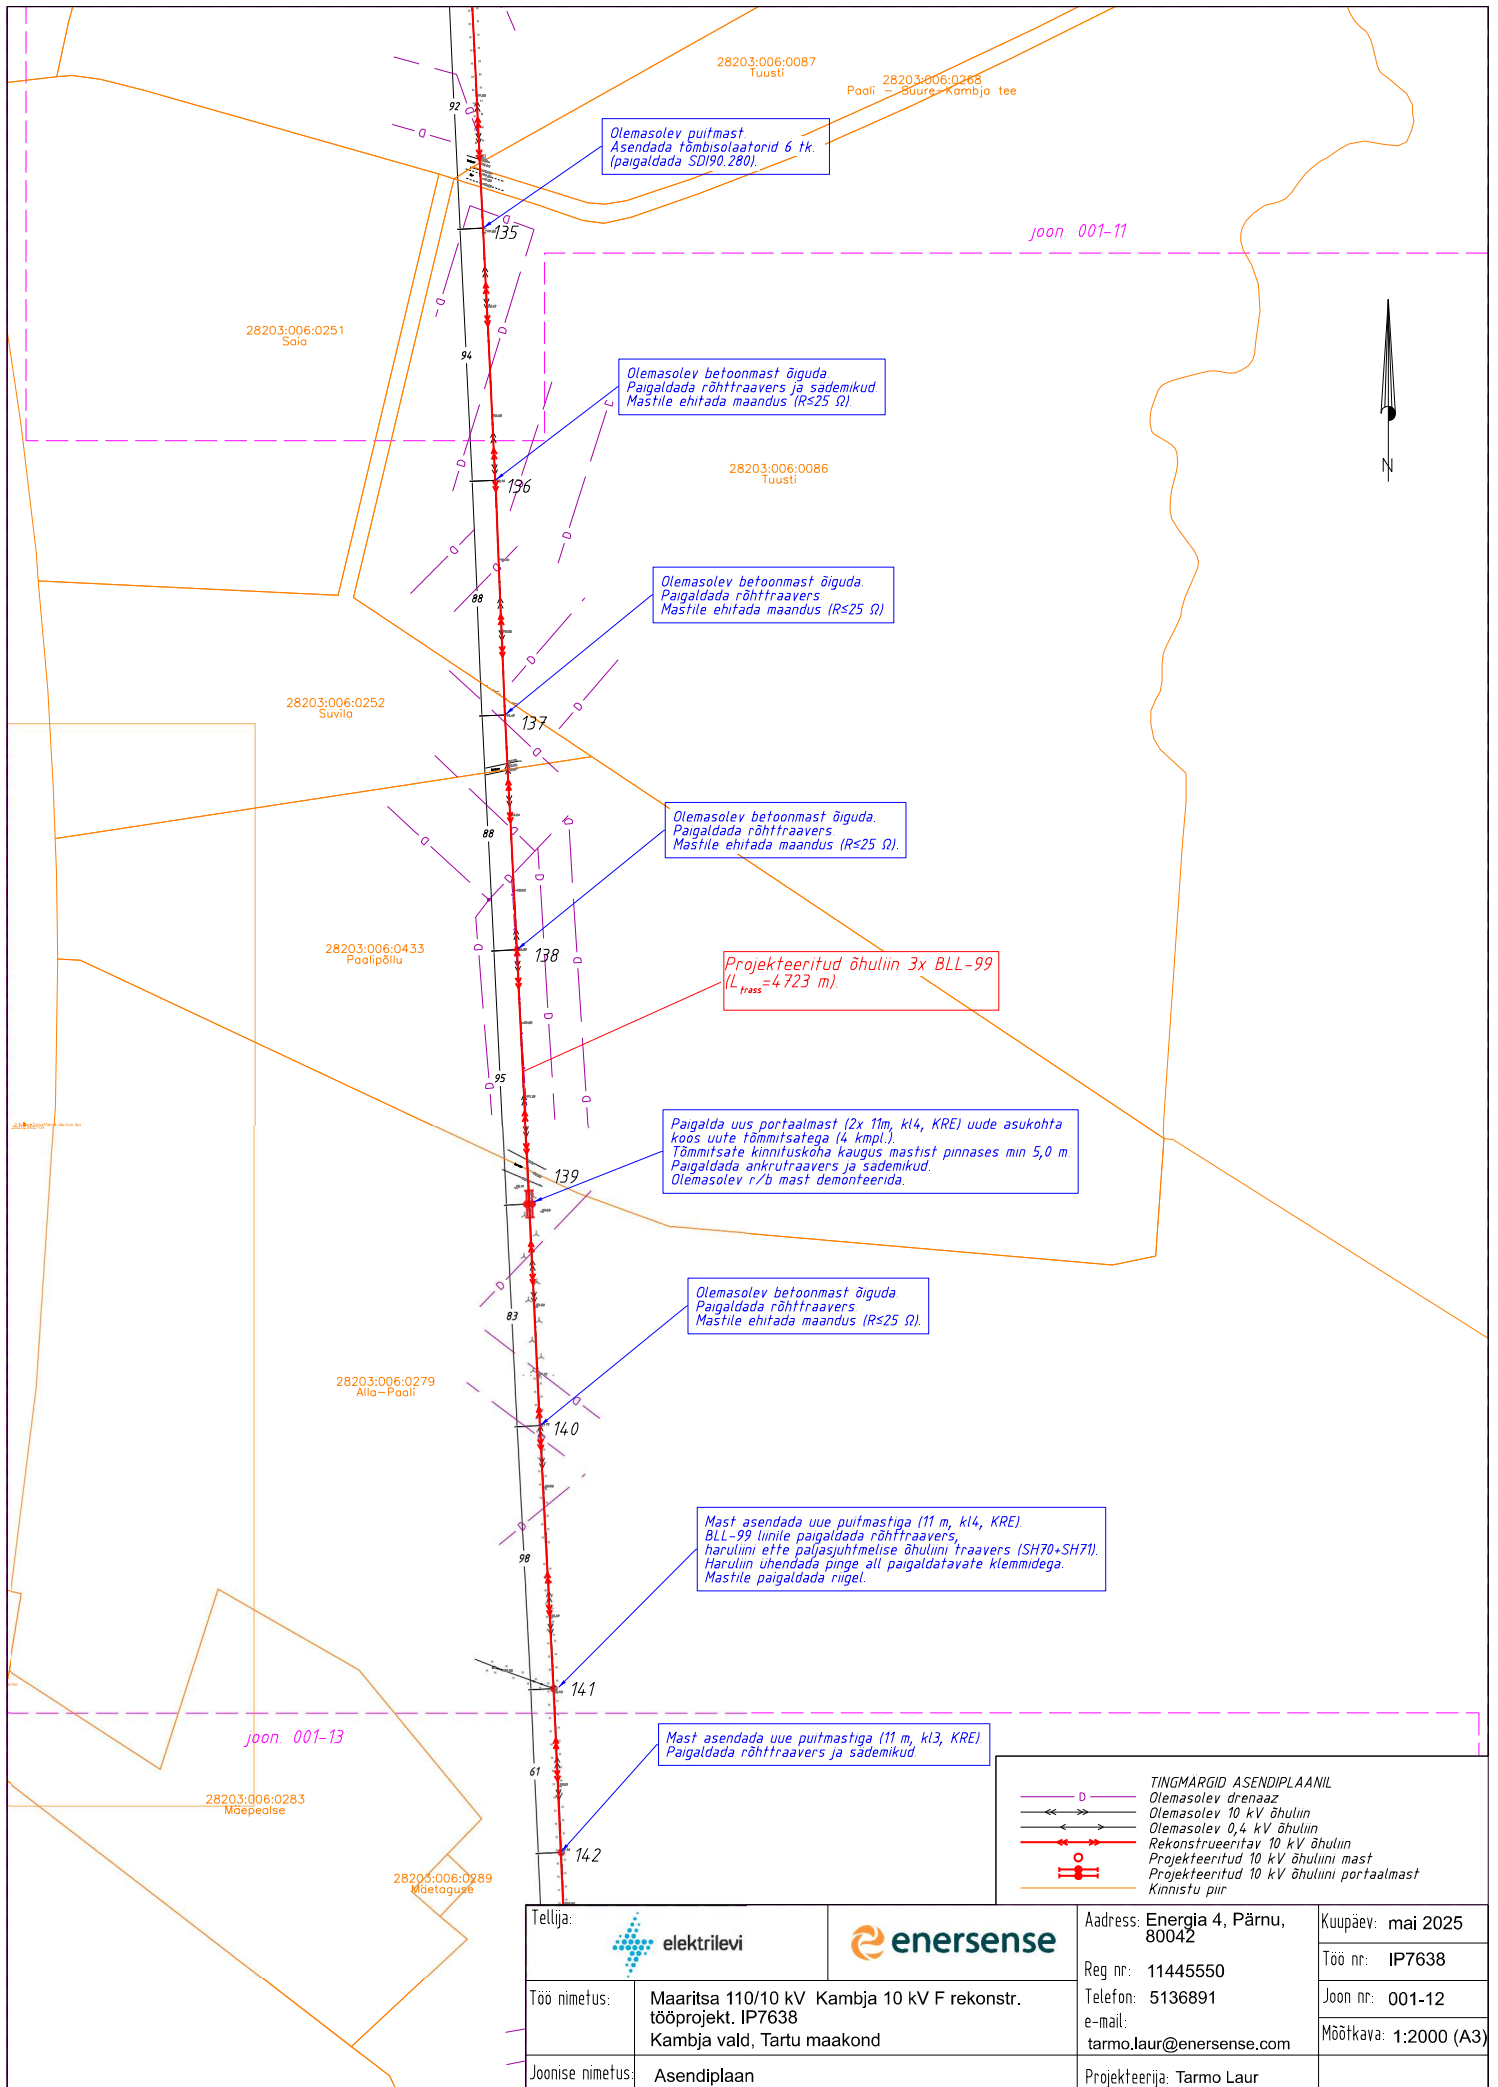 28203:006:0087
Tuusti
28203:006:0268
Paali - Suure-Kambja tee
92
Olemasolev puitmast.
Asendada tõmbisolaatorid 6 tk.
(paigaldada SDI90.280).
135
joon. 001-11
28203:006:0251
Saia
94
Olemasolev betoonmast õiguda.
Paigaldada rõhttraavers ja sädemikud.
Mastile ehitada maandus (R≤25 Ω).
28203:006:0086
Tuusti
N
136
88
Olemasolev betoonmast õiguda.
Paigaldada rõhttraavers.
Mastile ehitada maandus (R≤25 Ω)
28203:006:0252
Suvila
137
88
Olemasolev betoonmast õiguda.
Paigaldada rõhttraavers.
Mastile ehitada maandus (R≤25 Ω).
28203:006:0433
Paalipõllu
138
Projekteeritud õhuliin 3x BLL-99
(Ltrass=4723 m).
95
Paigalda uus portaalmast (2x 11m, kl4, KRE) uude asukohta
koos uute tõmmitsatega (4 kmpl.).
Tõmmitsate kinnituskoha kaugus mastist pinnases min 5,0 m.
Paigaldada ankrutraavers ja sädemikud.
Olemasolev r/b mast demonteerida.
139
83
Olemasolev betoonmast õiguda.
Paigaldada rõhttraavers.
Mastile ehitada maandus (R≤25 Ω).
28203:006:0279
Alla-Paali
140
98
Mast asendada uue puitmastiga (11 m, kl4, KRE).
BLL-99 liinile paigaldada rõhttraavers,
haruliini ette paljasjuhtmelise õhuliini traavers (SH70+SH71).
Haruliin ühendada pinge all paigaldatavate klemmidega.
Mastile paigaldada riigel.
141
joon. 001-13
Mast asendada uue puitmastiga (11 m, kl3, KRE).
Paigaldada rõhttraavers ja sädemikud.
61
28203:006:0283
Mäepealse
142
28203:006:0289
Mäetaguse
TINGMÄRGID ASENDIPLAANIL
D Olemasolev drenaaz
Olemasolev 10 kV õhuliin
Olemasolev 0,4 kV õhuliin
Rekonstrueeritav 10 kV õhuliin
Projekteeritud 10 kV õhuliini mast
Projekteeritud 10 kV õhuliini portaalmast
Kinnistu piir
Tellija:
elektrilevi
enersense
Aadress: Energia 4, Pärnu,
80042
Reg nr: 11445550
Telefon: 5136891
e-mail:
tarmo.laur@enersense.com
Kuupäev: mai 2025
Töö nr: IP7638
Joon nr: 001-12
Mõõtkava: 1:2000 (A3)
Töö nimetus: Maaritsa 110/10 kV Kambja 10 kV F rekonstr.
tööprojekt. IP7638
Kambja vald, Tartu maakond
Joonise nimetus: Asendiplaan
Projekteerija: Tarmo Laur